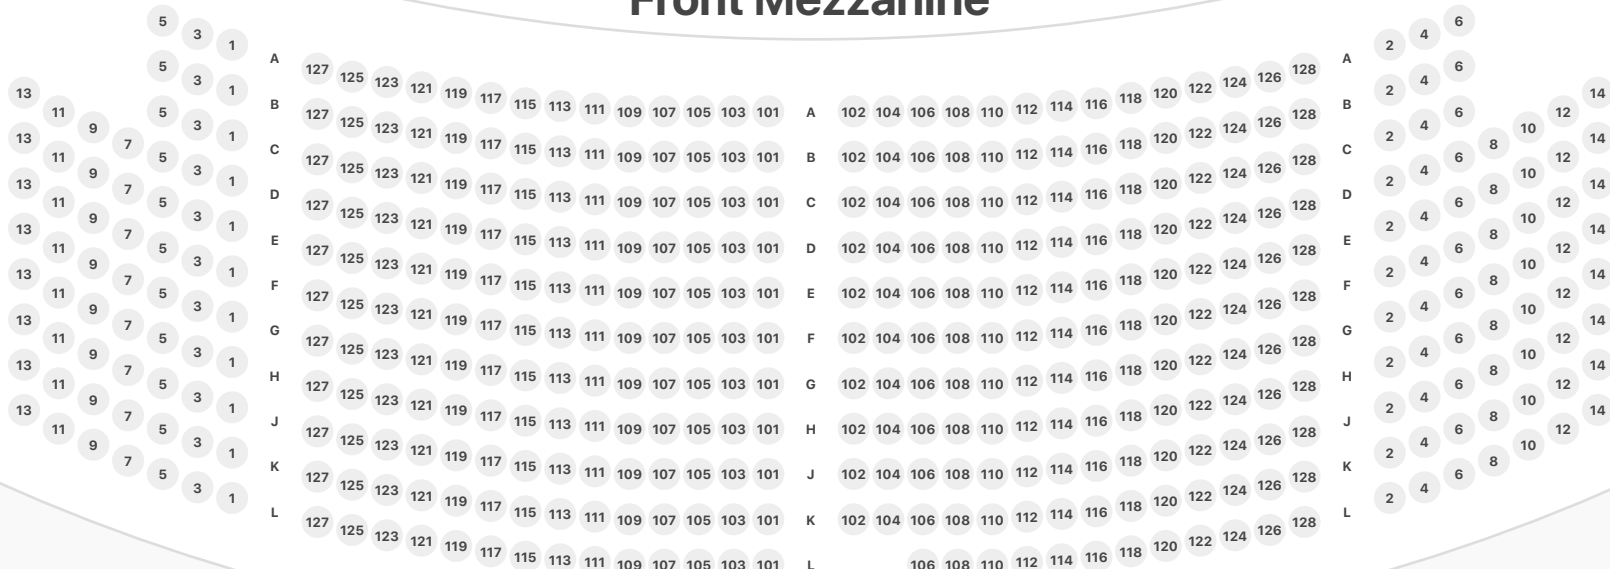 Front Mezzanine
5 3 1 A 127 125 123 121 119 117 115 113 111 109 107 105 103 101 A 102 104 106 108 110 112 114 116 118 120 122 124 126 128 A 2 4 6
5 3 1 B 127 125 123 121 119 117 115 113 111 109 107 105 103 101 B 102 104 106 108 110 112 114 116 118 120 122 124 126 128 B 2 4 6
5 3 1 C 127 125 123 121 119 117 115 113 111 109 107 105 103 101 C 102 104 106 108 110 112 114 116 118 120 122 124 126 128 C 2 4 6
13 11 9 7 5 3 1 D 127 125 123 121 119 117 115 113 111 109 107 105 103 101 D 102 104 106 108 110 112 114 116 118 120 122 124 126 128 D 2 4 6 8 10 12 14
13 11 9 7 5 3 1 E 127 125 123 121 119 117 115 113 111 109 107 105 103 101 E 102 104 106 108 110 112 114 116 118 120 122 124 126 128 E 2 4 6 8 10 12 14
13 11 9 7 5 3 1 F 127 125 123 121 119 117 115 113 111 109 107 105 103 101 F 102 104 106 108 110 112 114 116 118 120 122 124 126 128 F 2 4 6 8 10 12 14
13 11 9 7 5 3 1 G 127 125 123 121 119 117 115 113 111 109 107 105 103 101 G 102 104 106 108 110 112 114 116 118 120 122 124 126 128 G 2 4 6 8 10 12 14
13 11 9 7 5 3 1 H 127 125 123 121 119 117 115 113 111 109 107 105 103 101 H 102 104 106 108 110 112 114 116 118 120 122 124 126 128 H 2 4 6 8 10 12 14
13 11 9 7 5 3 1 J 127 125 123 121 119 117 115 113 111 109 107 105 103 101 J 102 104 106 108 110 112 114 116 118 120 122 124 126 128 J 2 4 6 8 10 12 14
13 11 9 7 5 3 1 K 127 125 123 121 119 117 115 113 111 109 107 105 103 101 K 102 104 106 108 110 112 114 116 118 120 122 124 126 128 K 2 4 6 8 10 12 14
13 11 9 7 5 3 1 L 127 125 123 121 119 117 115 113 111 109 107 105 103 101 L 106 108 110 112 114 116 118 120 122 124 126 128 L 2 4 6 8 10 12 14